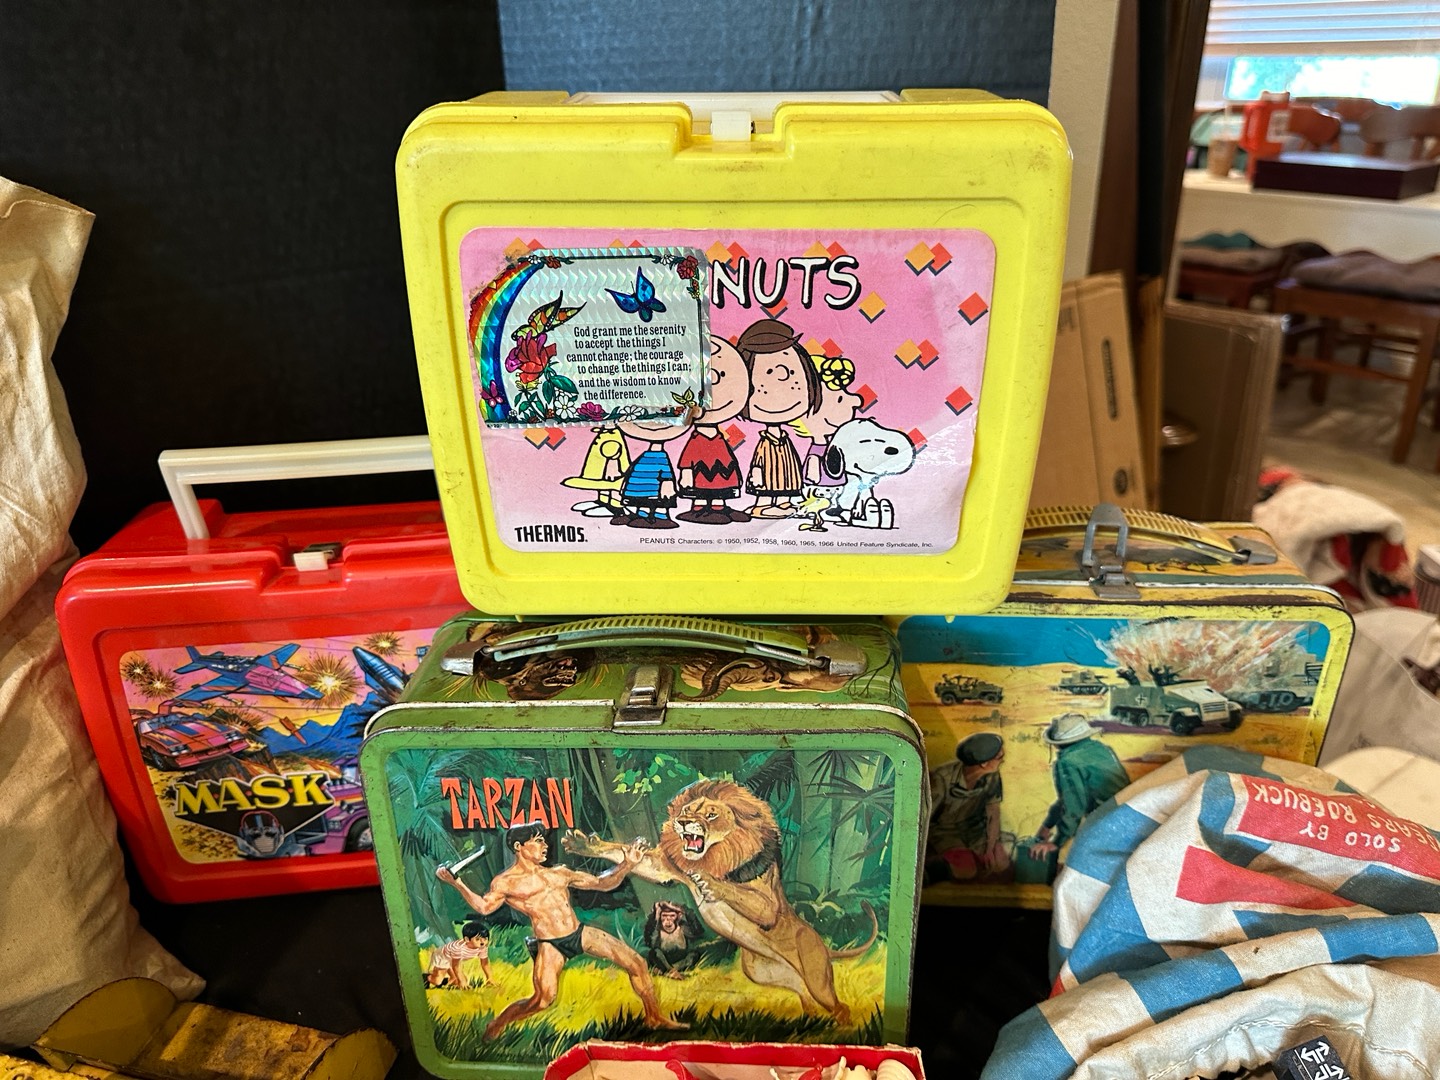 NUTS
God grant me the serenity
to accept the things I
cannot change; the courage
to change the things I can;
and the wisdom to know
the difference.
THERMOS.
PEANUTS Characters: © 1950, 1952, 1958, 1960, 1965, 1966 United Feature Syndicate, Inc.
MASK
TARZAN
SOLD BY
ROEBUCK